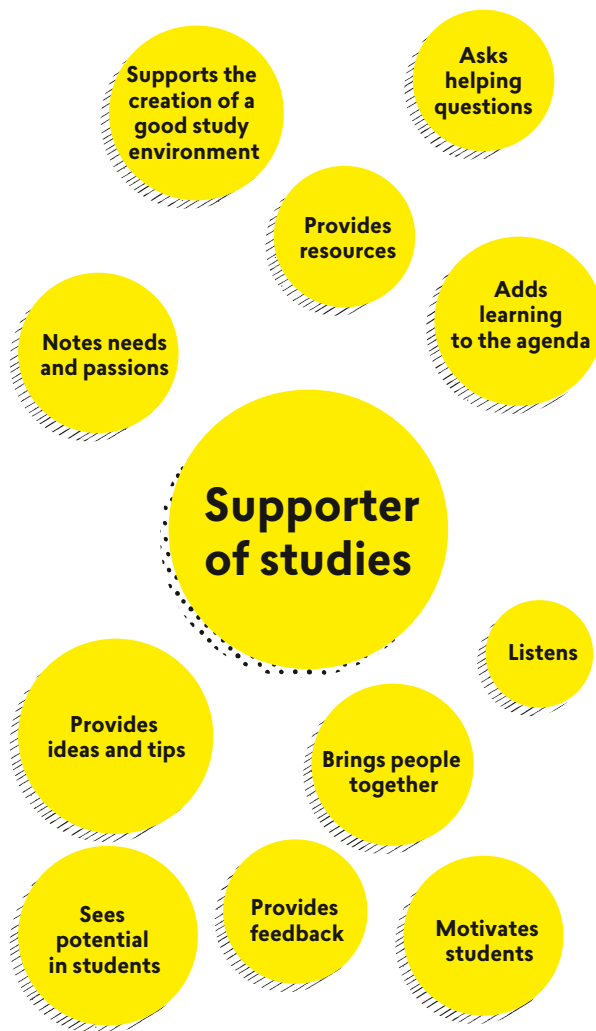 Supports the
creation of a
good study
environment
Asks
helping
questions
Provides
resources
Adds
learning
to the agenda
Notes needs
and passions
Supporter
of studies
Listens
Provides
ideas and tips
Brings people
together
Sees
potential
in students
Provides
feedback
Motivates
students